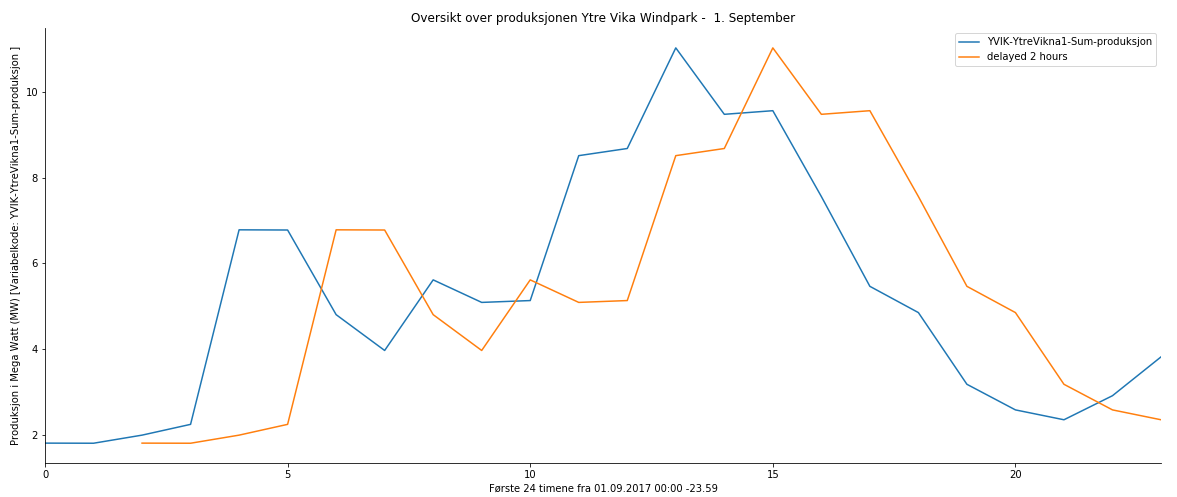 Oversikt over produksjonen Ytre Vika Windpark -  1. September
YVIK-YtreVikna1-Sum-produksjon
delayed 2 hours
Produksjon i Mega Watt (MW) [Variabelkode: YVIK-YtreVikna1-Sum-produksjon ]
10
8
6
4
2
0
5
10
15
20
Første 24 timene fra 01.09.2017 00:00 -23.59